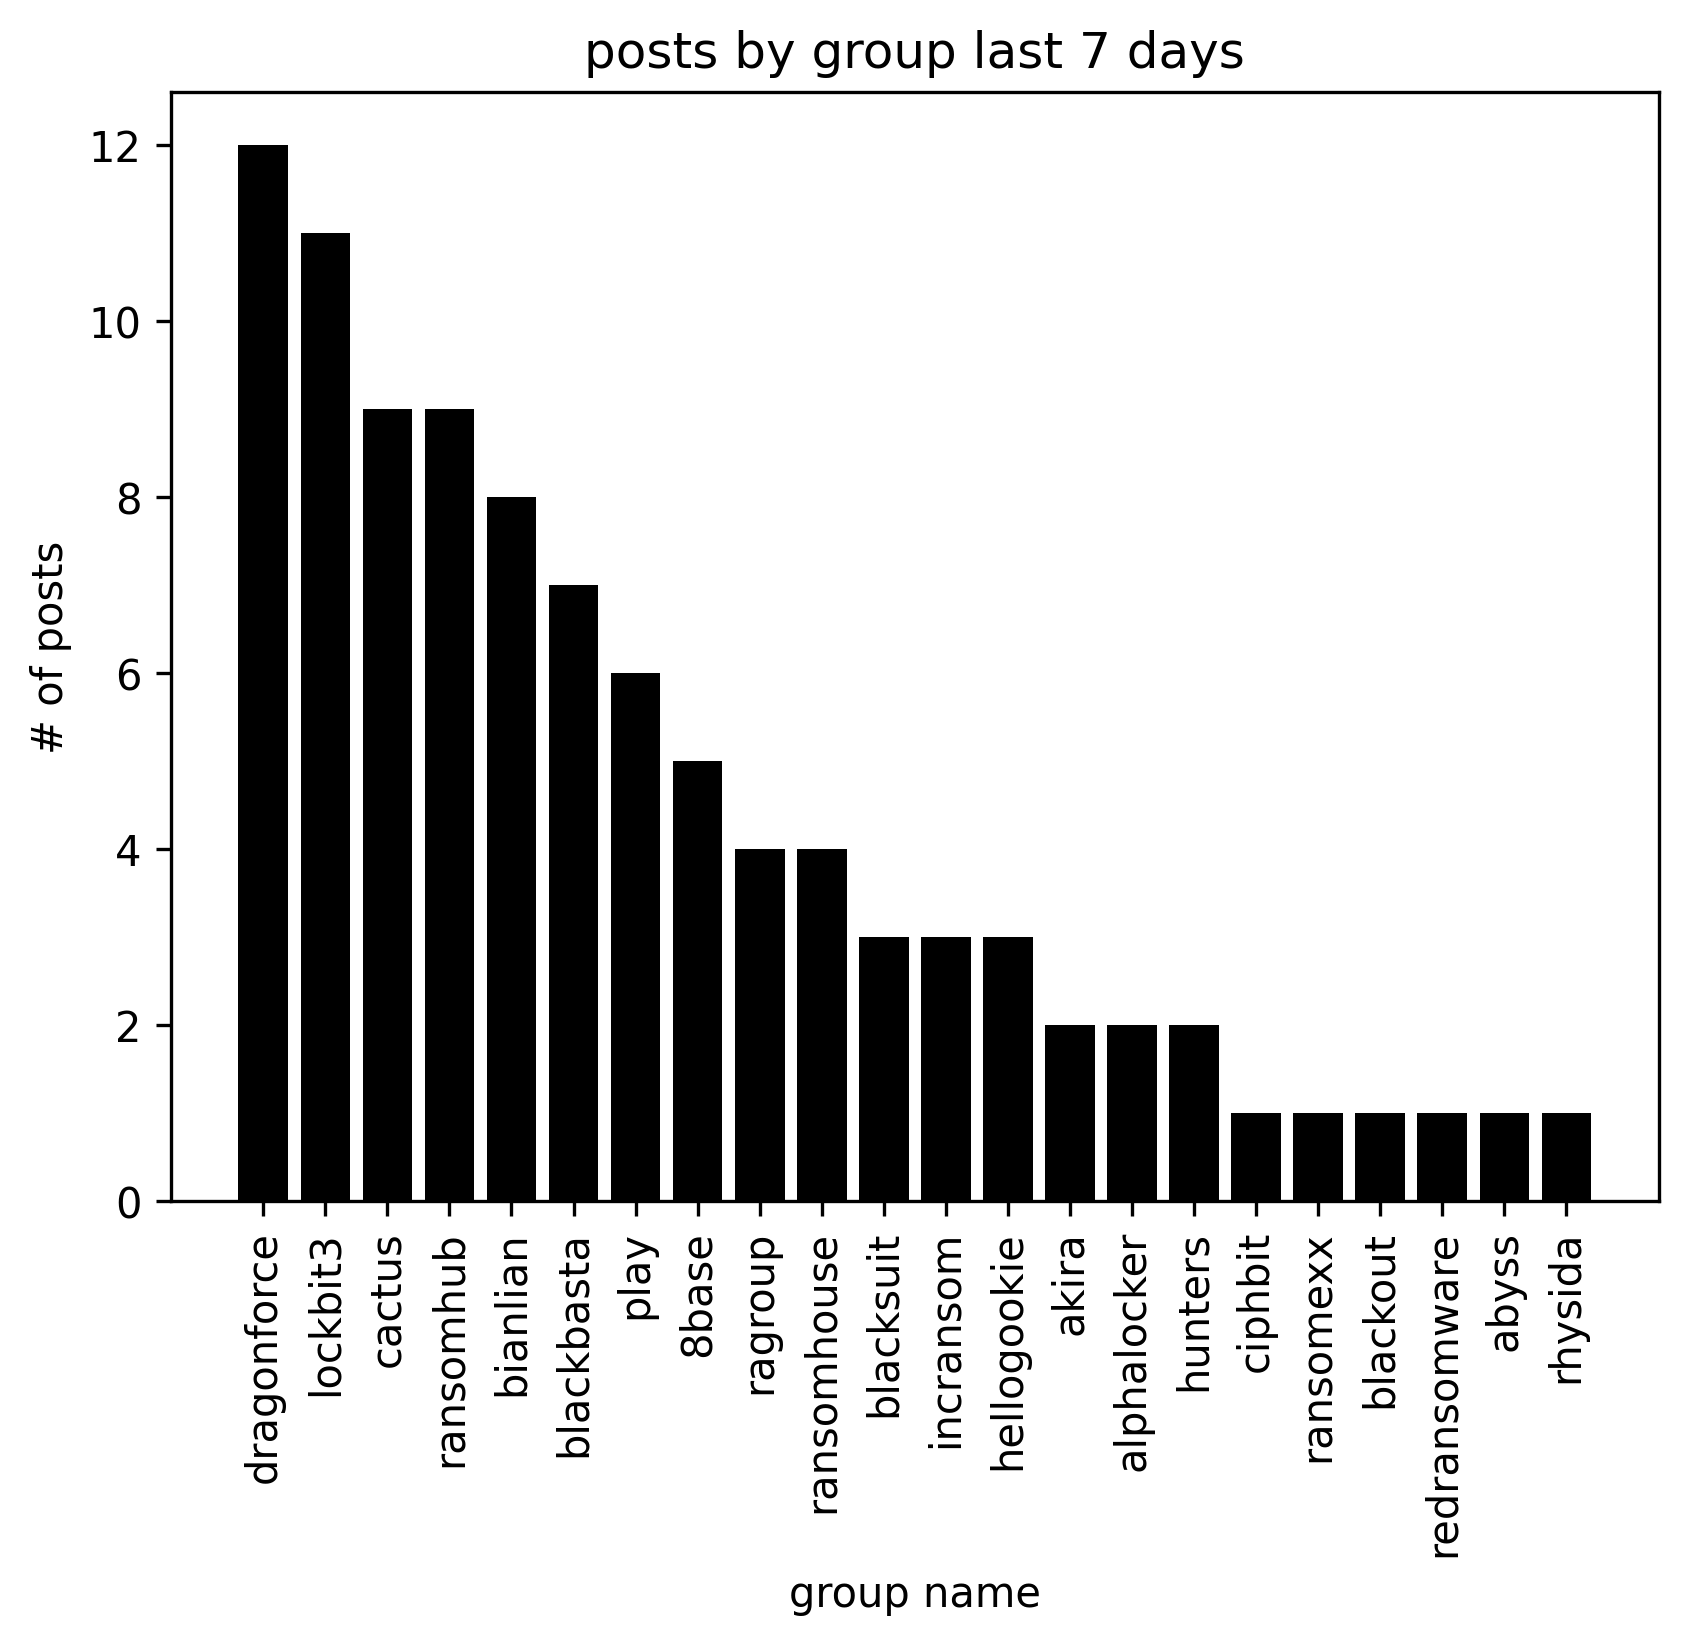 posts by group last 7 days
12
10
8
6
4
2
0
# of posts
dragonforce
lockbit3
cactus
ransomhub
bianlian
blackbasta
play
8base
ragroup
ransomhouse
blacksuit
incransom
hellogookie
akira
alphalocker
hunters
ciphbit
ransomexx
blackout
redransomware
abyss
rhysida
group name